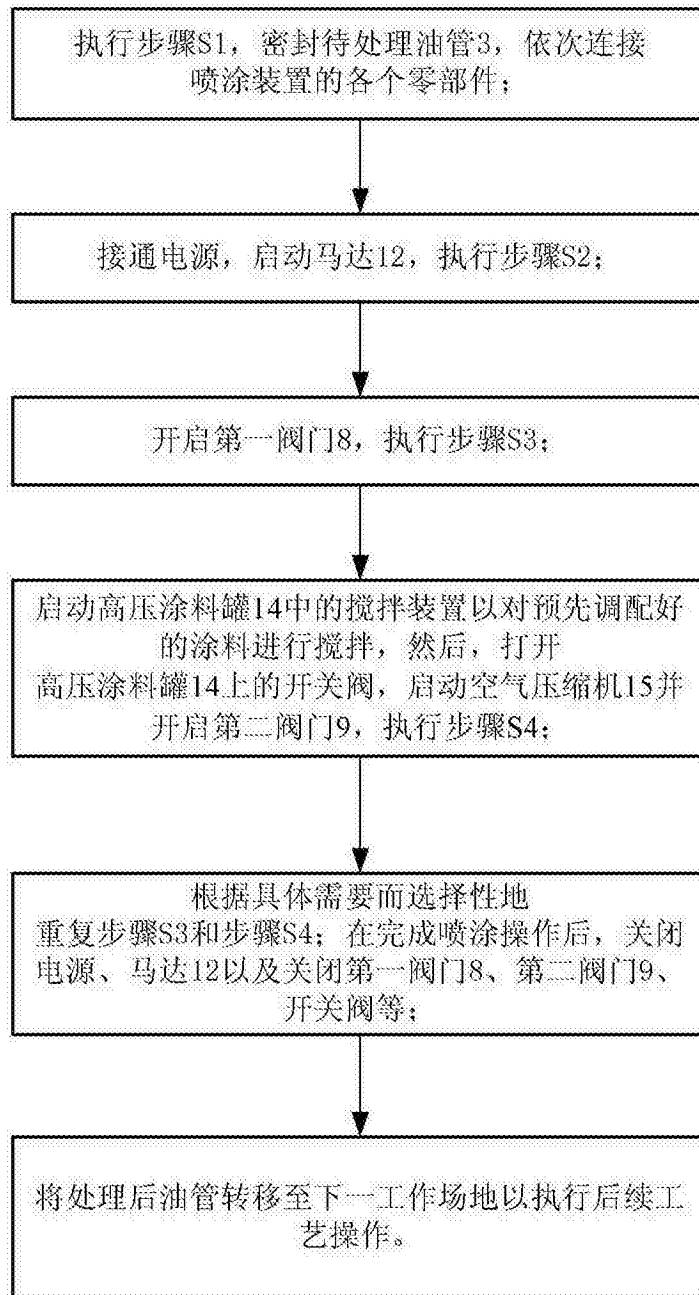 执行步骤S1，密封待处理油管3，依次连接
喷涂装置的各个零部件；
接通电源，启动马达12，执行步骤S2；
开启第一阀门8，执行步骤S3；
启动高压涂料罐14中的搅拌装置以对预先调配好
的涂料进行搅拌，然后，打开
高压涂料罐14上的开关阀，启动空气压缩机15并
开启第二阀门9，执行步骤S4；
根据具体需要而选择性地
重复步骤S3和步骤S4；在完成喷涂操作后，关闭
电源、马达12以及关闭第一阀门8、第二阀门9、
开关阀等；
将处理后油管转移至下一工作场地以执行后续工
艺操作。